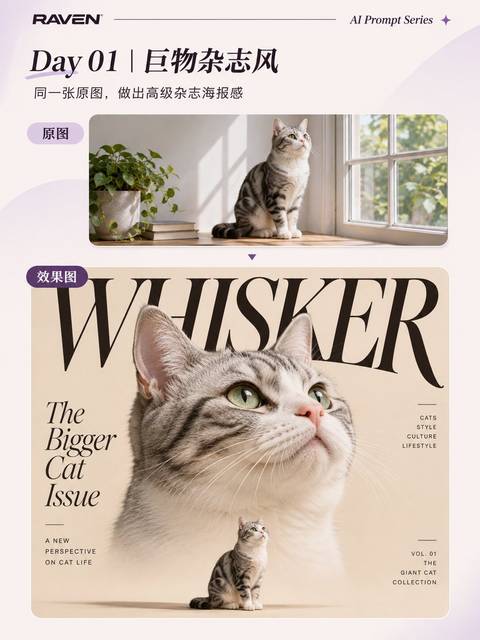 RAVEN
AI Prompt Series
Day 01 | 巨物杂志风
同一张原图，做出高级杂志海报感
原图
效果图
WHISKER
The
Bigger
Cat
Issue
A NEW
PERSPECTIVE
ON CAT LIFE
CATS
STYLE
CULTURE
LIFESTYLE
VOL. 01
THE
GIANT CAT
COLLECTION